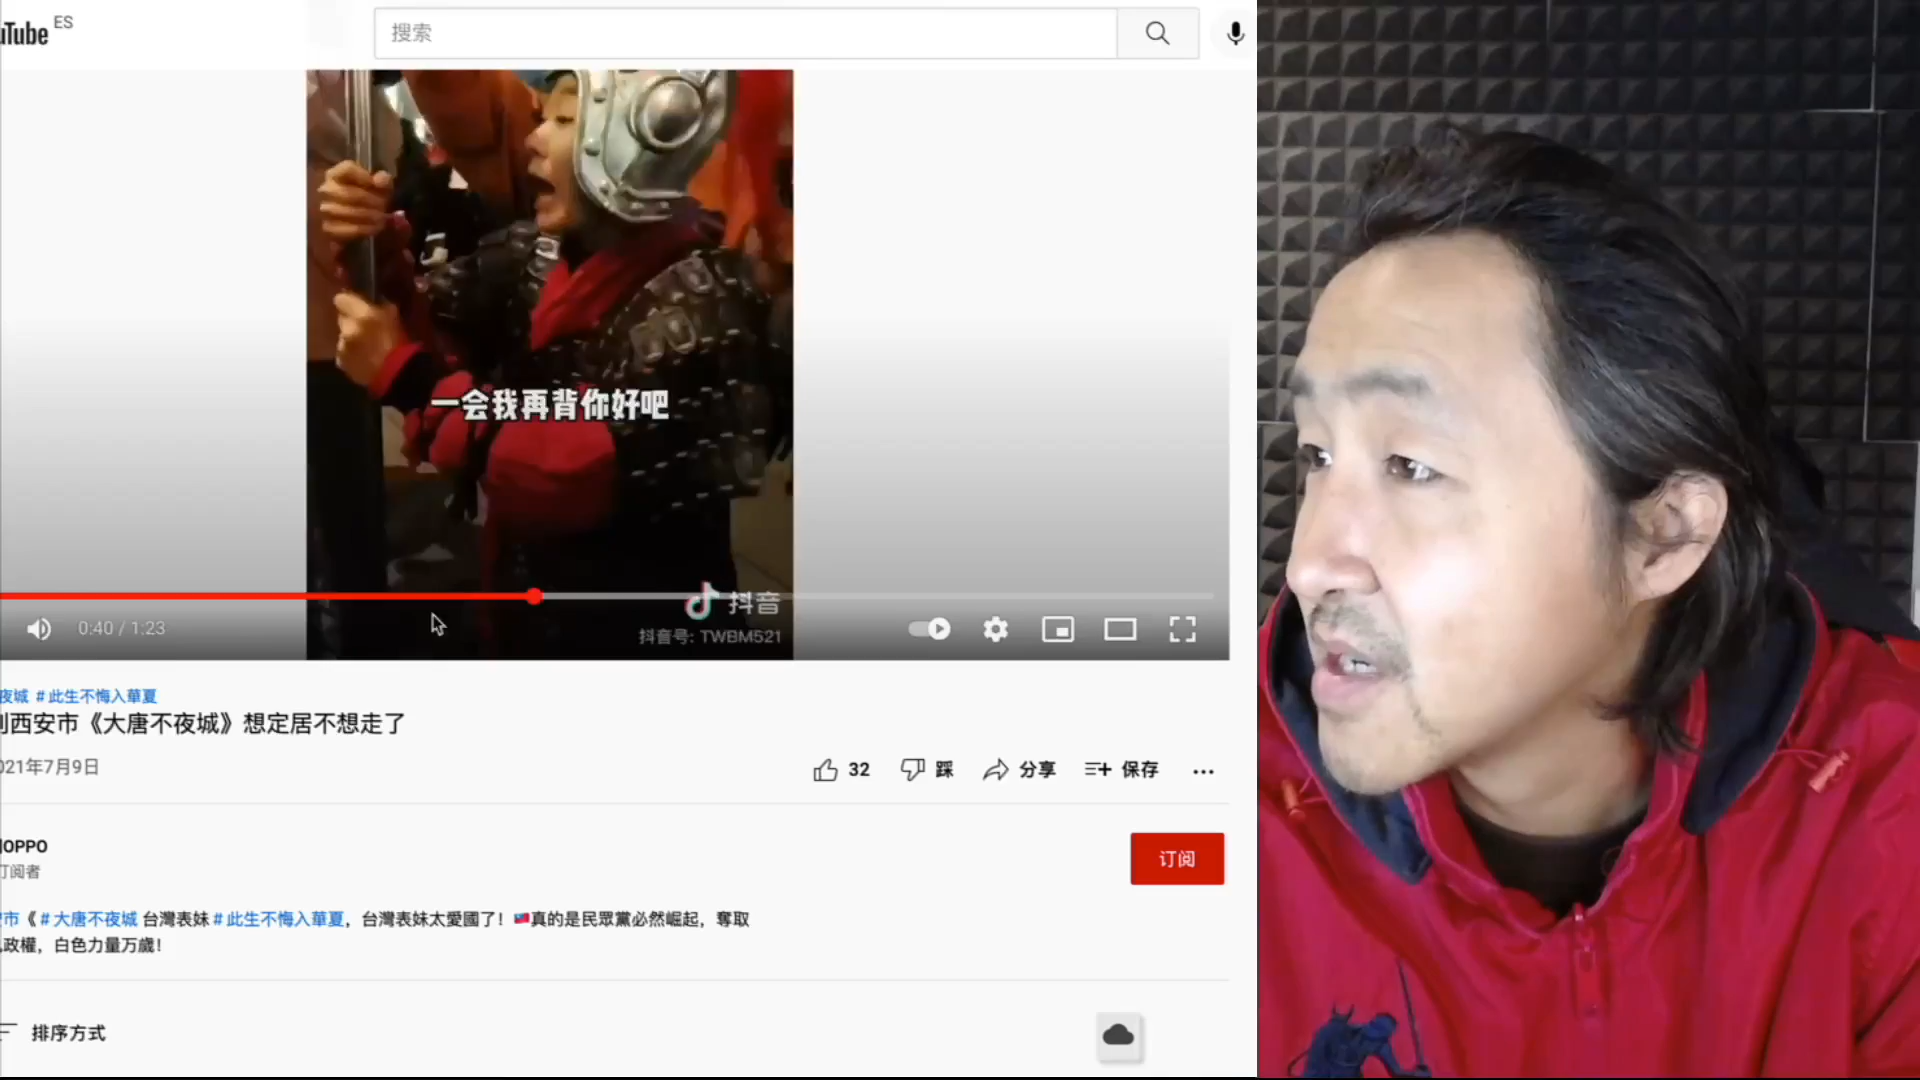 uTube ES
搜索
一会我再背你好吧
抖音
抖音号: TWBM521
0:40 / 1:23
夜城 #此生不悔入華夏
到西安市《大唐不夜城》想定居不想走了
021年7月9日
32 踩 分享 保存
OPPO
订阅者
订阅
市《#大唐不夜城 台灣表妹#此生不悔入華夏，台灣表妹太愛國了！🇹🇼真的是民眾黨必然崛起，奪取
政權，白色力量万歲！
排序方式